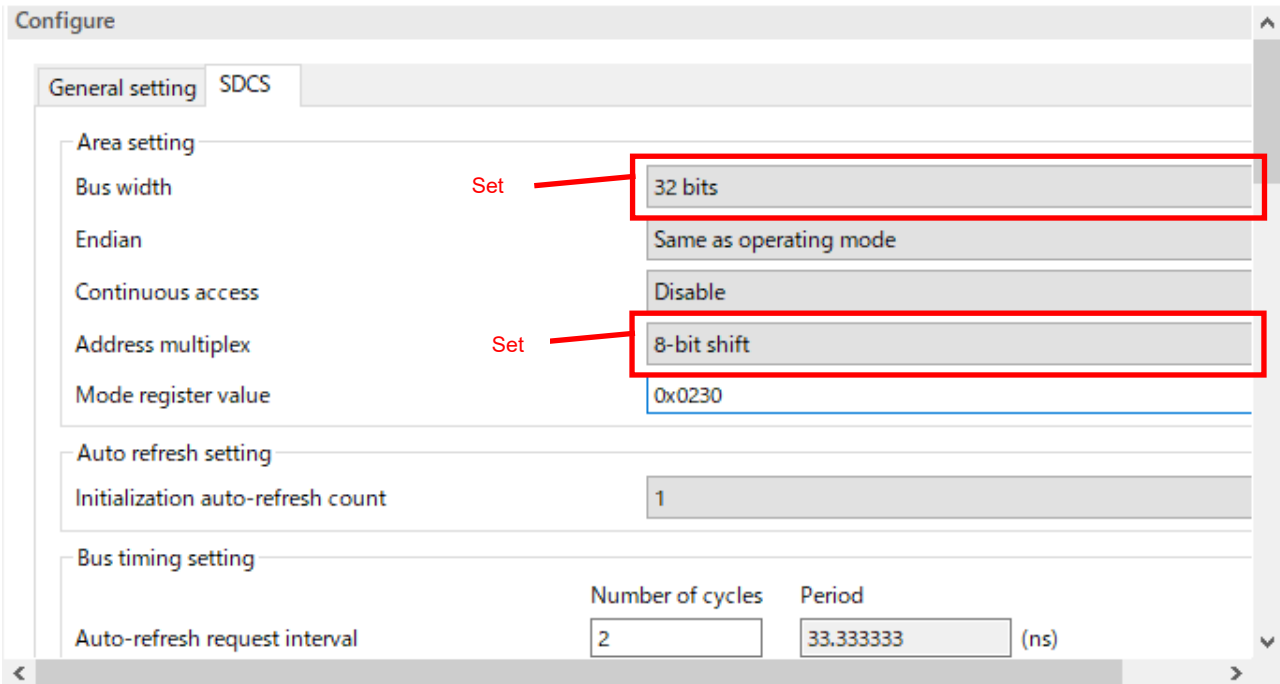 Configure
General setting SDCS
Area setting
Bus width Set 32 bits
Endian Same as operating mode
Continuous access Disable
Address multiplex Set 8-bit shift
Mode register value 0x0230
Auto refresh setting
Initialization auto-refresh count 1
Bus timing setting
Number of cycles Period
Auto-refresh request interval 2 33.333333 (ns)